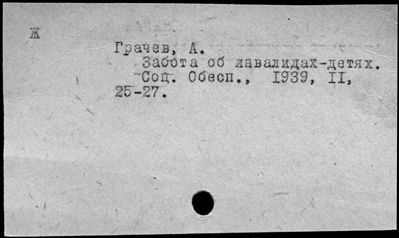 Ж
Грачев, А.
Забота об инвалидах-детях.
Соц. Обесп., 1939, II,
25-27.